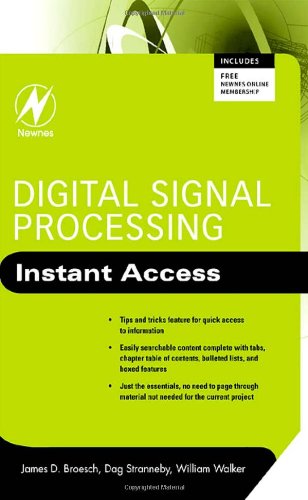 INCLUDES
FREE
NEWNES ONLINE
MEMBERSHIP
Newnes
DIGITAL SIGNAL
PROCESSING
Instant Access
• Tips and tricks feature for quick access
to information
• Easily searchable content complete with tabs,
chapter table of contents, bulleted lists, and
boxed features
• Just the essentials, no need to page through
material not needed for the current project
James D. Broesch, Dag Stranneby, William Walker
Copyrighted Material